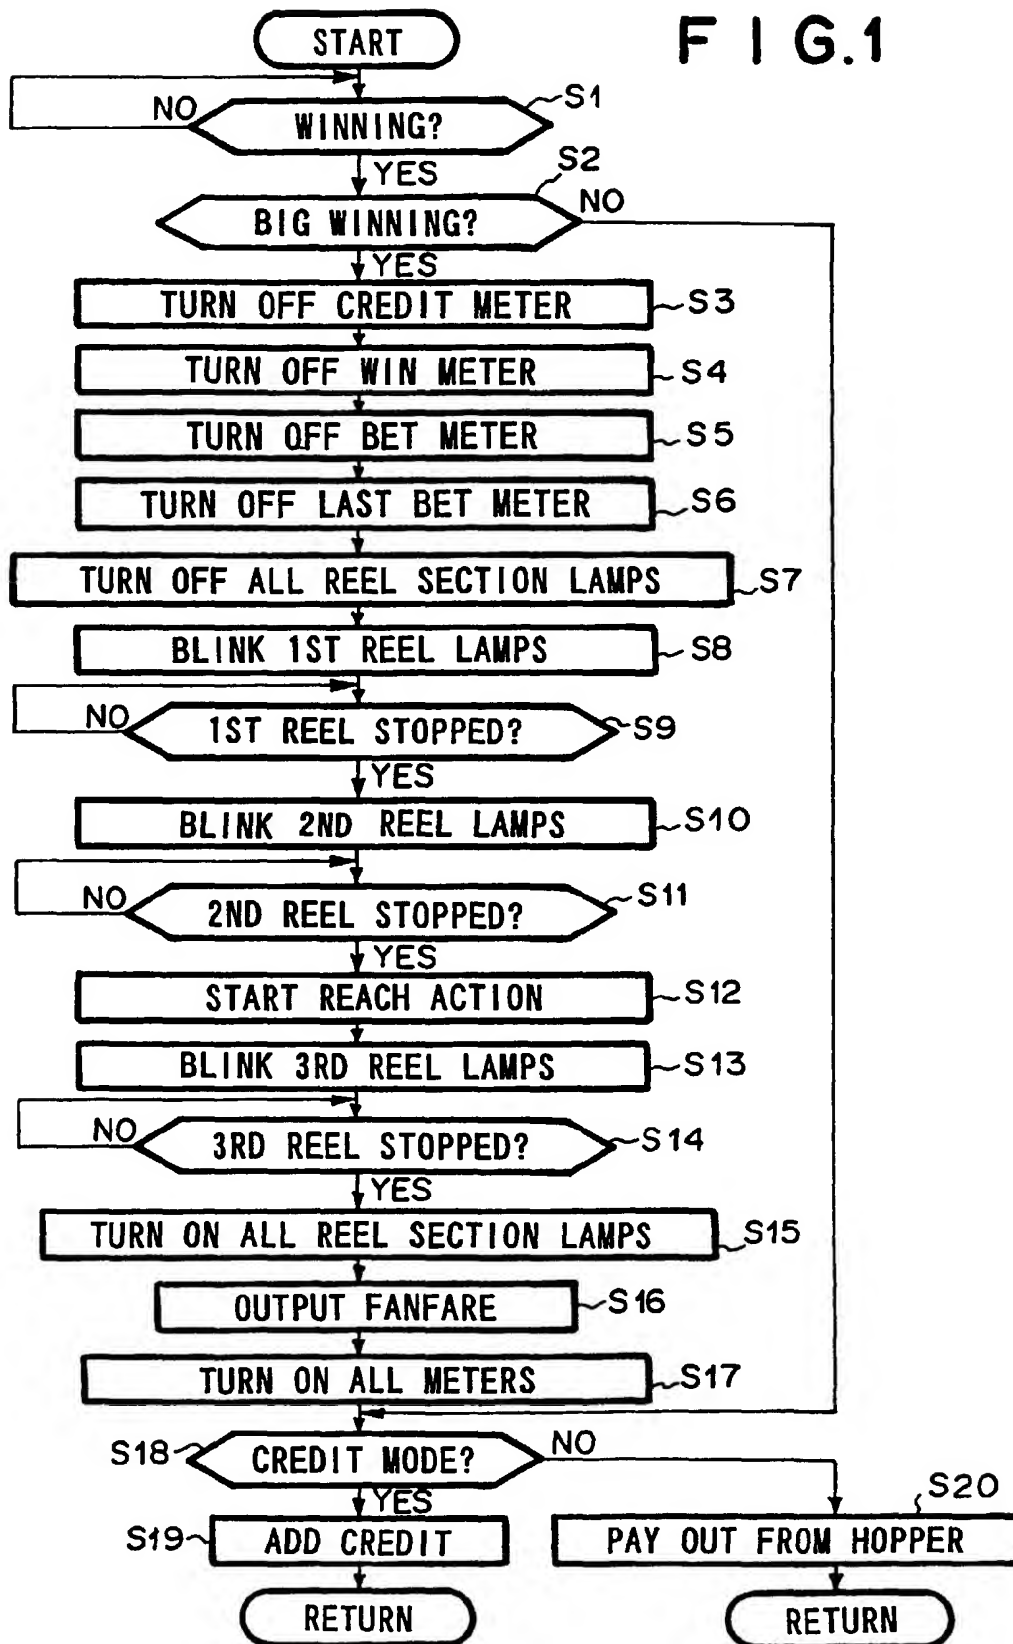 FIG.1
START
NO
WINNING?
S1
YES
S2
BIG WINNING?
NO
YES
TURN OFF CREDIT METER
S3
TURN OFF WIN METER
S4
TURN OFF BET METER
S5
TURN OFF LAST BET METER
S6
TURN OFF ALL REEL SECTION LAMPS
S7
BLINK 1ST REEL LAMPS
S8
NO
1ST REEL STOPPED?
S9
YES
BLINK 2ND REEL LAMPS
S10
NO
2ND REEL STOPPED?
S11
YES
START REACH ACTION
S12
BLINK 3RD REEL LAMPS
S13
NO
3RD REEL STOPPED?
S14
YES
TURN ON ALL REEL SECTION LAMPS
S15
OUTPUT FANFARE
S16
TURN ON ALL METERS
S17
S18
CREDIT MODE?
NO
YES
S20
S19
ADD CREDIT
PAY OUT FROM HOPPER
RETURN
RETURN